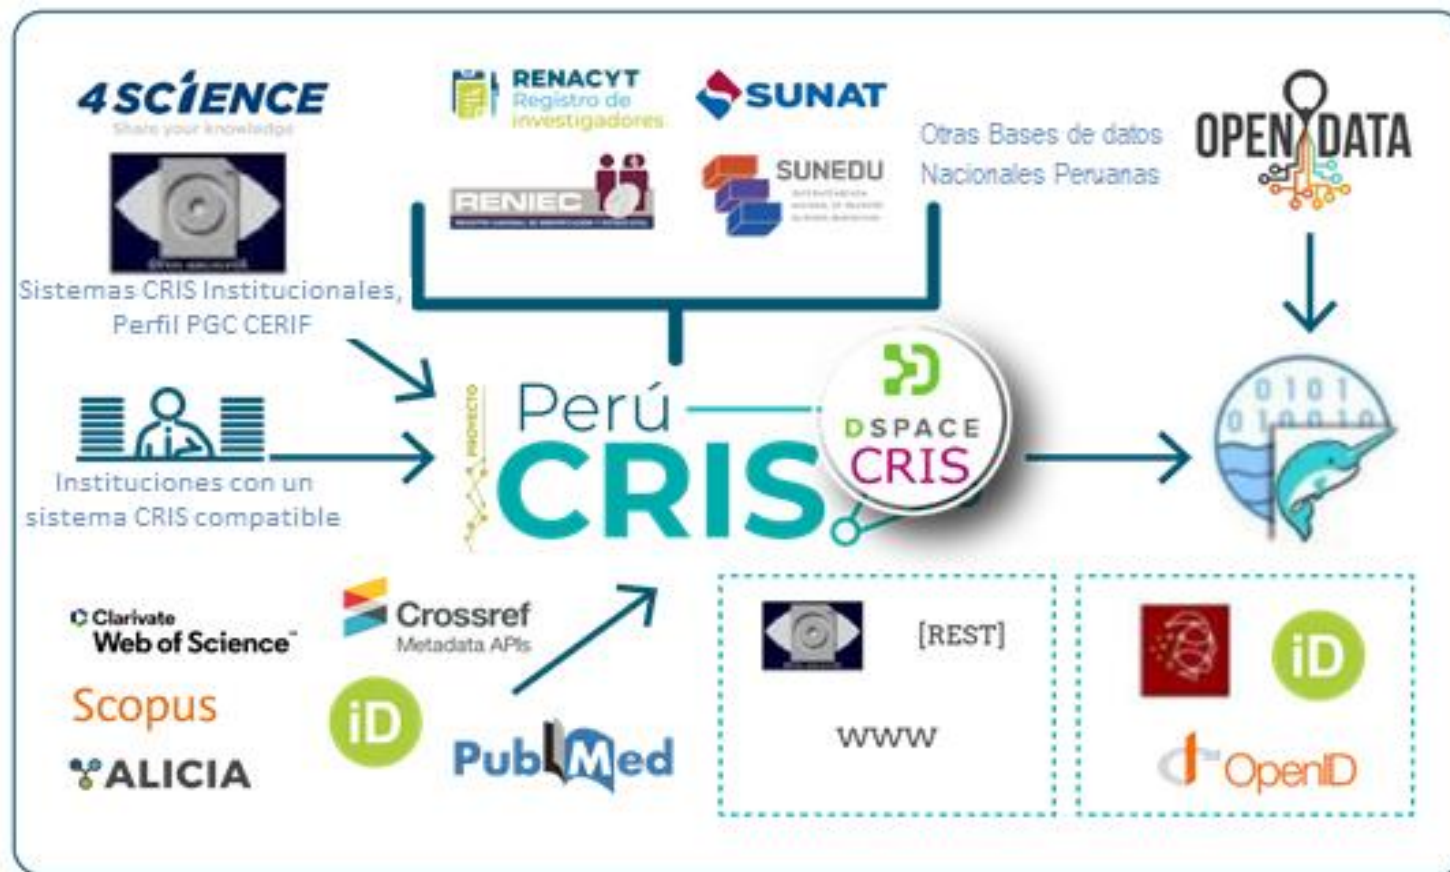 4SCIENCE
Share your knowledge
RENACYT
Registro de
investigadores
SUNAT
RENIEC
SUNEDU
Otras Bases de datos
Nacionales Peruanas
OPEN DATA
Sistemas CRIS Institucionales,
Perfil PGC CERIF
Instituciones con un
sistema CRIS compatible
PROYECTO
Perú
CRIS
DSPACE
CRIS
0101
010010
Clarivate
Web of Science™
Crossref
Metadata APIs
Scopus
iD
ALICIA
PubMed
[REST]
www
iD
OpenID